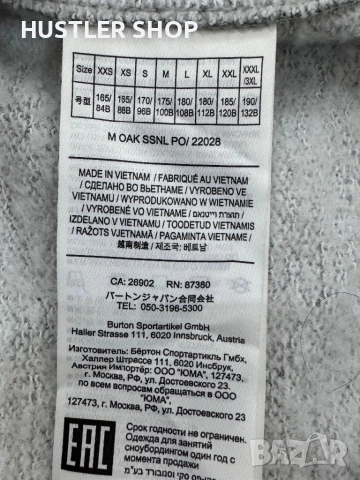 HUSTLER SHOP
Size XXS XS S M L XL XXL XXXL/3XL
号型 165/84B 165/88B 170/96B 175/100B 180/108B 180/112B 185/120B 190/132B
M OAK SSNL PO/ 22028
MADE IN VIETNAM / FABRIQUÉ AU VIETNAM
/ СДЕЛАНО ВО ВЬЕТНАМЕ / VYROBENO VE
VIETNAMU / WYPRODUKOWANO W WIETNAMIE
/ VYROBENÉ VO VIETNAME / תוצרת וייטנאם /
IZDELANO V VIETNAMU / TOODETUD VIETNAMIS
/ RAŽOTS VJETNAMĀ / PAGAMINTA VIETNAME
/ 越南制造 / 제조국: 베트남
CA: 26902 RN: 87380
バートンジャパン合同会社
TEL: 050-3196-5300
Burton Sportartikel GmbH
Haller Strasse 111, 6020 Innsbruck, Austria
Изготовитель: Бёртон Спортартикль Гмбх,
Халлер Штрассе 111, 6020 Инсбрук,
Австрия Импортёр: ООО "ЮМА", 127473,
г. Москва, РФ, ул. Достоевского 23.
по всем вопросам обращаться в ООО
"ЮМА",
127473, г. Москва, РФ, ул. Достоевского
23
EAC
Срок годности не ограничен.
Одежда для занятий
сноубордингом один год с
момента продажи
BAZAR